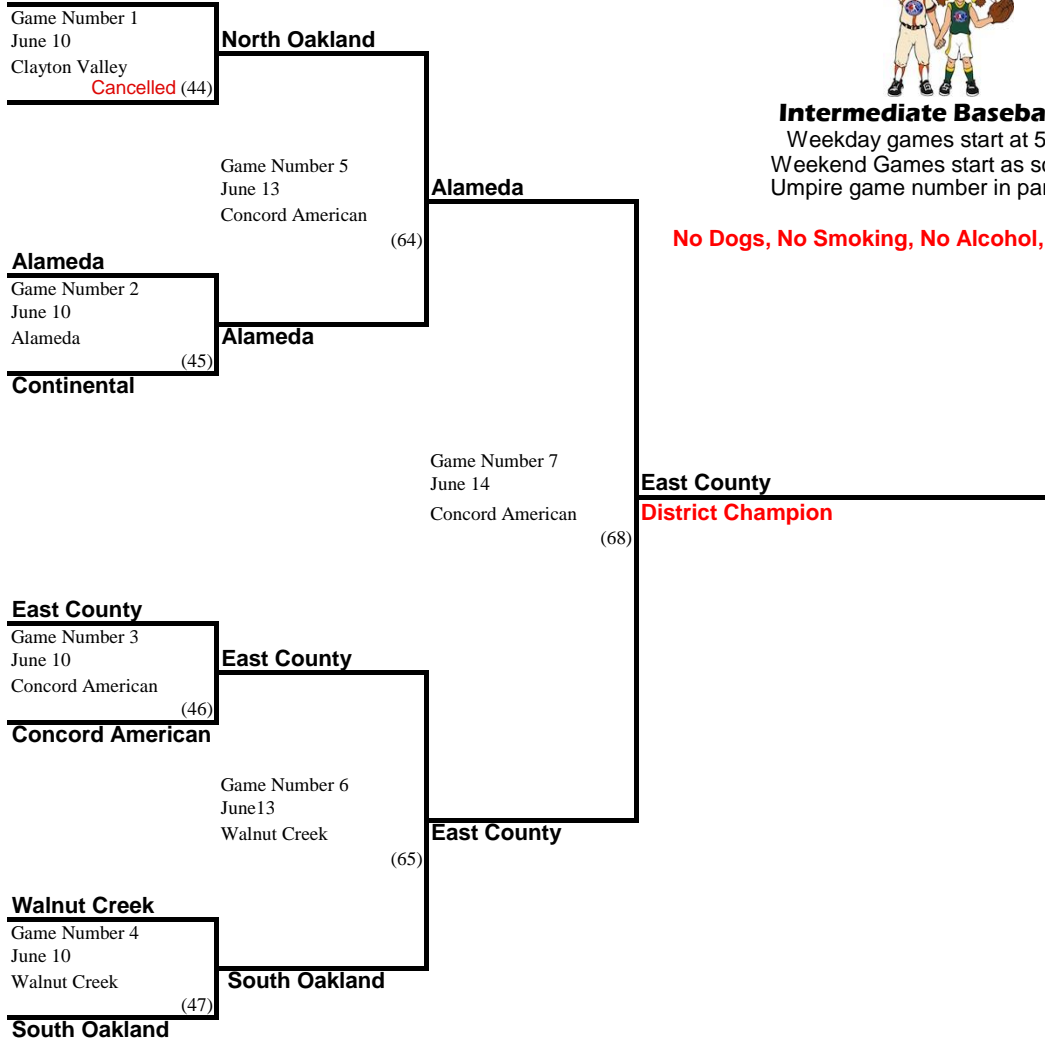 Game Number 1
June 10
Clayton Valley
Cancelled (44)
North Oakland
Game Number 5
June 13
Concord American
(64)
Alameda
Intermediate Baseba
Weekday games start at 5
Weekend Games start as
Umpire game number in
No Dogs, No Smoking, No Alcohol,
Alameda
Game Number 2
June 10
Alameda
(45)
Continental
Alameda
Game Number 7
June 14
Concord American
(68)
East County
District Champion
East County
Game Number 3
June 10
Concord American
(46)
Concord American
East County
Game Number 6
June13
Walnut Creek
(65)
East County
Walnut Creek
Game Number 4
June 10
Walnut Creek
(47)
South Oakland
South Oakland